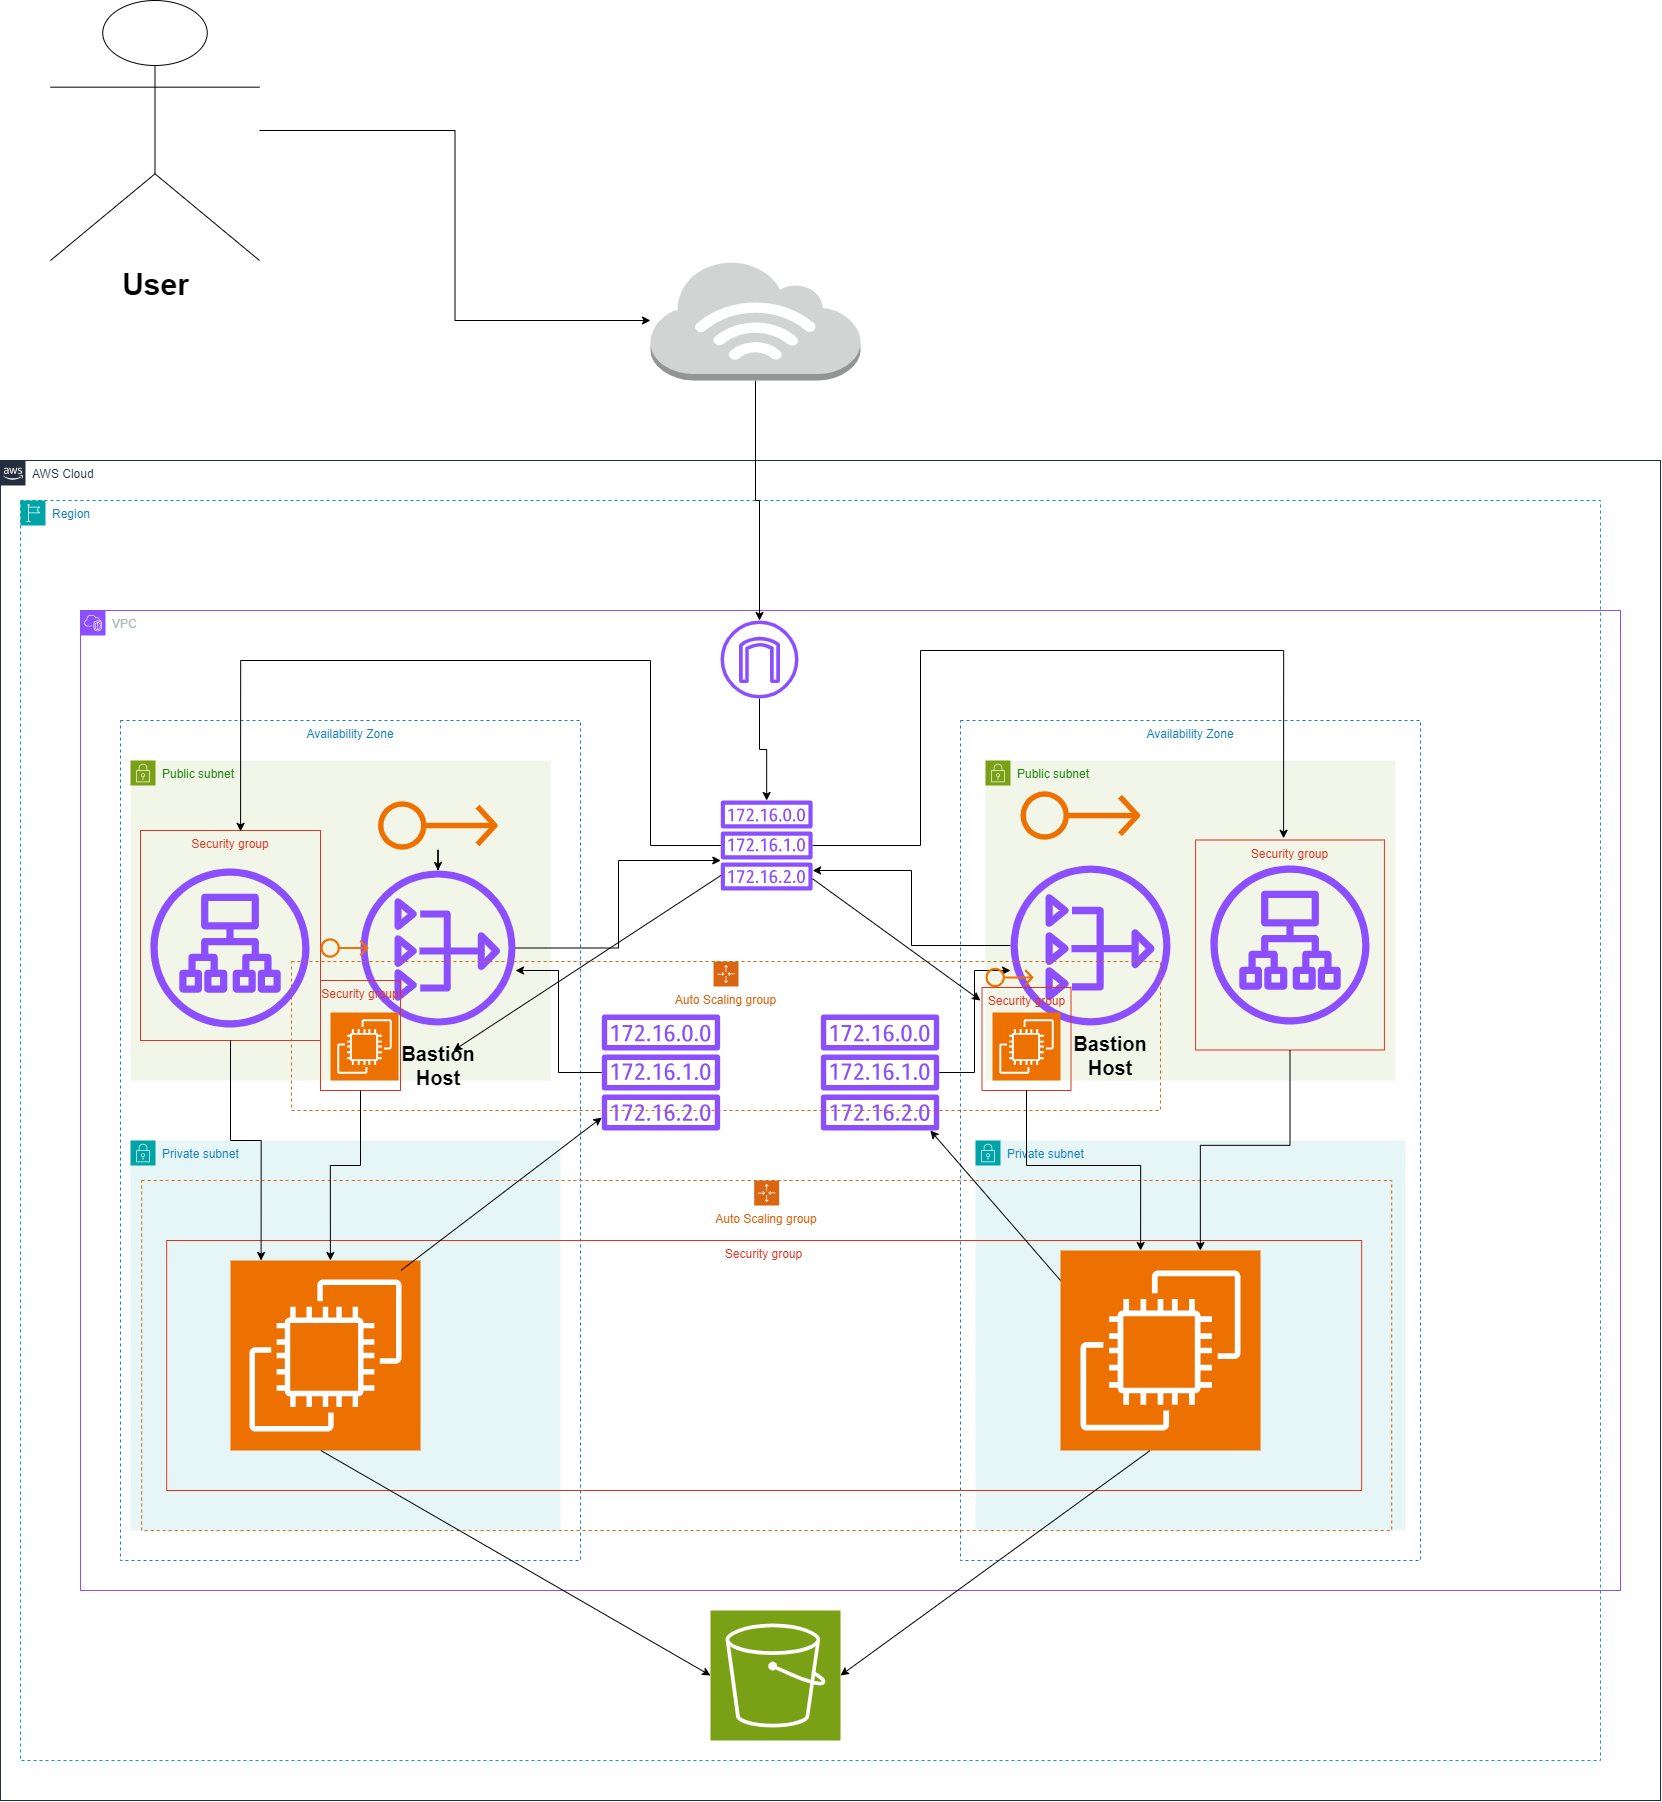 User
aws
AWS Cloud
Region
VPC
Availability Zone
Availability Zone
Public subnet
Public subnet
172.16.0.0
172.16.1.0
172.16.2.0
Security group
Security group
Security group
Security group
Auto Scaling group
Bastion
Host
Bastion
Host
172.16.0.0
172.16.1.0
172.16.2.0
172.16.0.0
172.16.1.0
172.16.2.0
Private subnet
Private subnet
Auto Scaling group
Security group